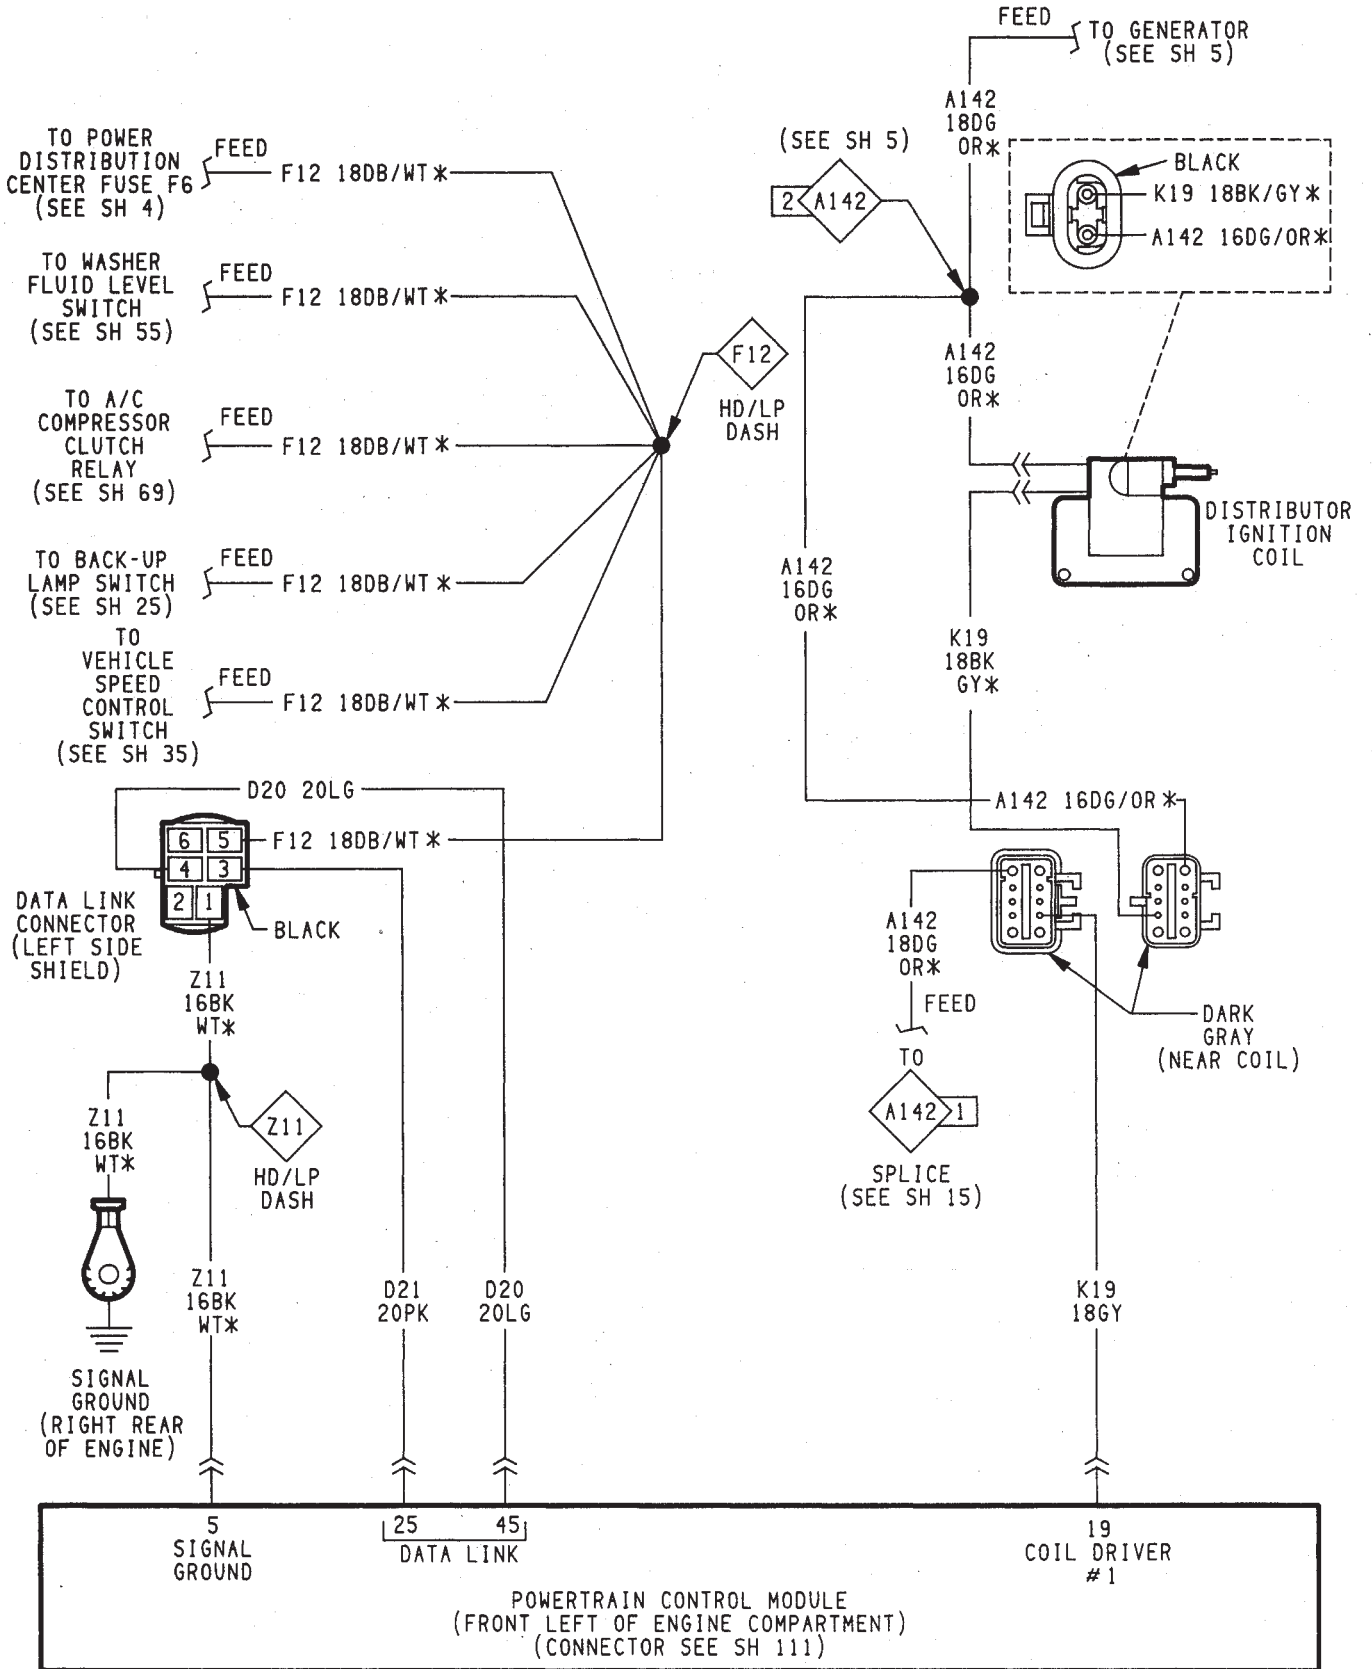 FEED
TO GENERATOR
(SEE SH 5)
A142
18DG
OR*
TO POWER
DISTRIBUTION
CENTER FUSE F6
(SEE SH 4)
FEED
F12 18DB/WT*
(SEE SH 5)
2
A142
BLACK
K19 18BK/GY*
A142 16DG/OR*
TO WASHER
FLUID LEVEL
SWITCH
(SEE SH 55)
FEED
F12 18DB/WT*
F12
HD/LP
DASH
A142
16DG
OR*
TO A/C
COMPRESSOR
CLUTCH
RELAY
(SEE SH 69)
FEED
F12 18DB/WT*
DISTRIBUTOR
IGNITION
COIL
TO BACK-UP
LAMP SWITCH
(SEE SH 25)
FEED
F12 18DB/WT*
A142
16DG
OR*
TO
VEHICLE
SPEED
CONTROL
SWITCH
(SEE SH 35)
FEED
F12 18DB/WT*
K19
18BK
GY*
D20 20LG
A142 16DG/OR*
6 5
F12 18DB/WT*
4 3
2 1
DATA LINK
CONNECTOR
(LEFT SIDE
SHIELD)
BLACK
A142
18DG
OR*
FEED
TO
A142
1
SPLICE
(SEE SH 15)
DARK
GRAY
(NEAR COIL)
Z11
16BK
WT*
Z11
16BK
WT*
Z11
HD/LP
DASH
Z11
16BK
WT*
D21
20PK
D20
20LG
K19
18GY
SIGNAL
GROUND
(RIGHT REAR
OF ENGINE)
5
SIGNAL
GROUND
25 45
DATA LINK
19
COIL DRIVER
#1
POWERTRAIN CONTROL MODULE
(FRONT LEFT OF ENGINE COMPARTMENT)
(CONNECTOR SEE SH 111)